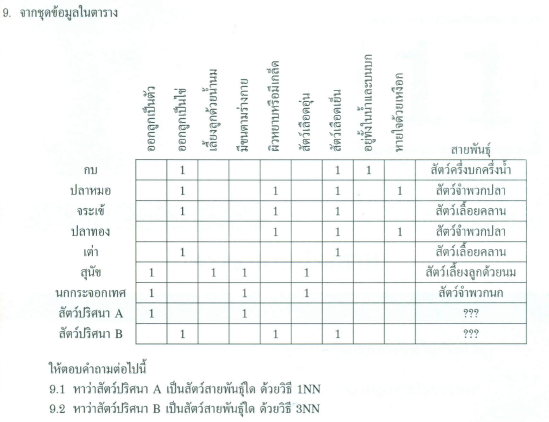 9. จากชุดข้อมูลในตาราง
ออกลูกเป็นตัว ออกลูกเป็นไข่ เลี้ยงลูกด้วยน้ำนม มีขนตามร่างกาย ผิวหยาบหรือมีเกล็ด สัตว์เลือดอุ่น สัตว์เลือดเย็น อยู่ทั้งในน้ำและบนบก หายใจด้วยเหงือก สายพันธุ์
กบ 1 1 1 สัตว์ครึ่งบกครึ่งน้ำ
ปลาหมอ 1 1 1 1 สัตว์จำพวกปลา
จระเข้ 1 1 1 สัตว์เลื้อยคลาน
ปลาทอง 1 1 1 สัตว์จำพวกปลา
เต่า 1 1 สัตว์เลื้อยคลาน
สุนัข 1 1 1 1 สัตว์เลี้ยงลูกด้วยนม
นกกระจอกเทศ 1 1 1 สัตว์จำพวกนก
สัตว์ปริศนา A 1 1 ???
สัตว์ปริศนา B 1 1 1 ???
ให้ตอบคำถามต่อไปนี้
9.1 หาว่าสัตว์ปริศนา A เป็นสัตว์สายพันธุ์ใด ด้วยวิธี 1NN
9.2 หาว่าสัตว์ปริศนา B เป็นสัตว์สายพันธุ์ใด ด้วยวิธี 3NN